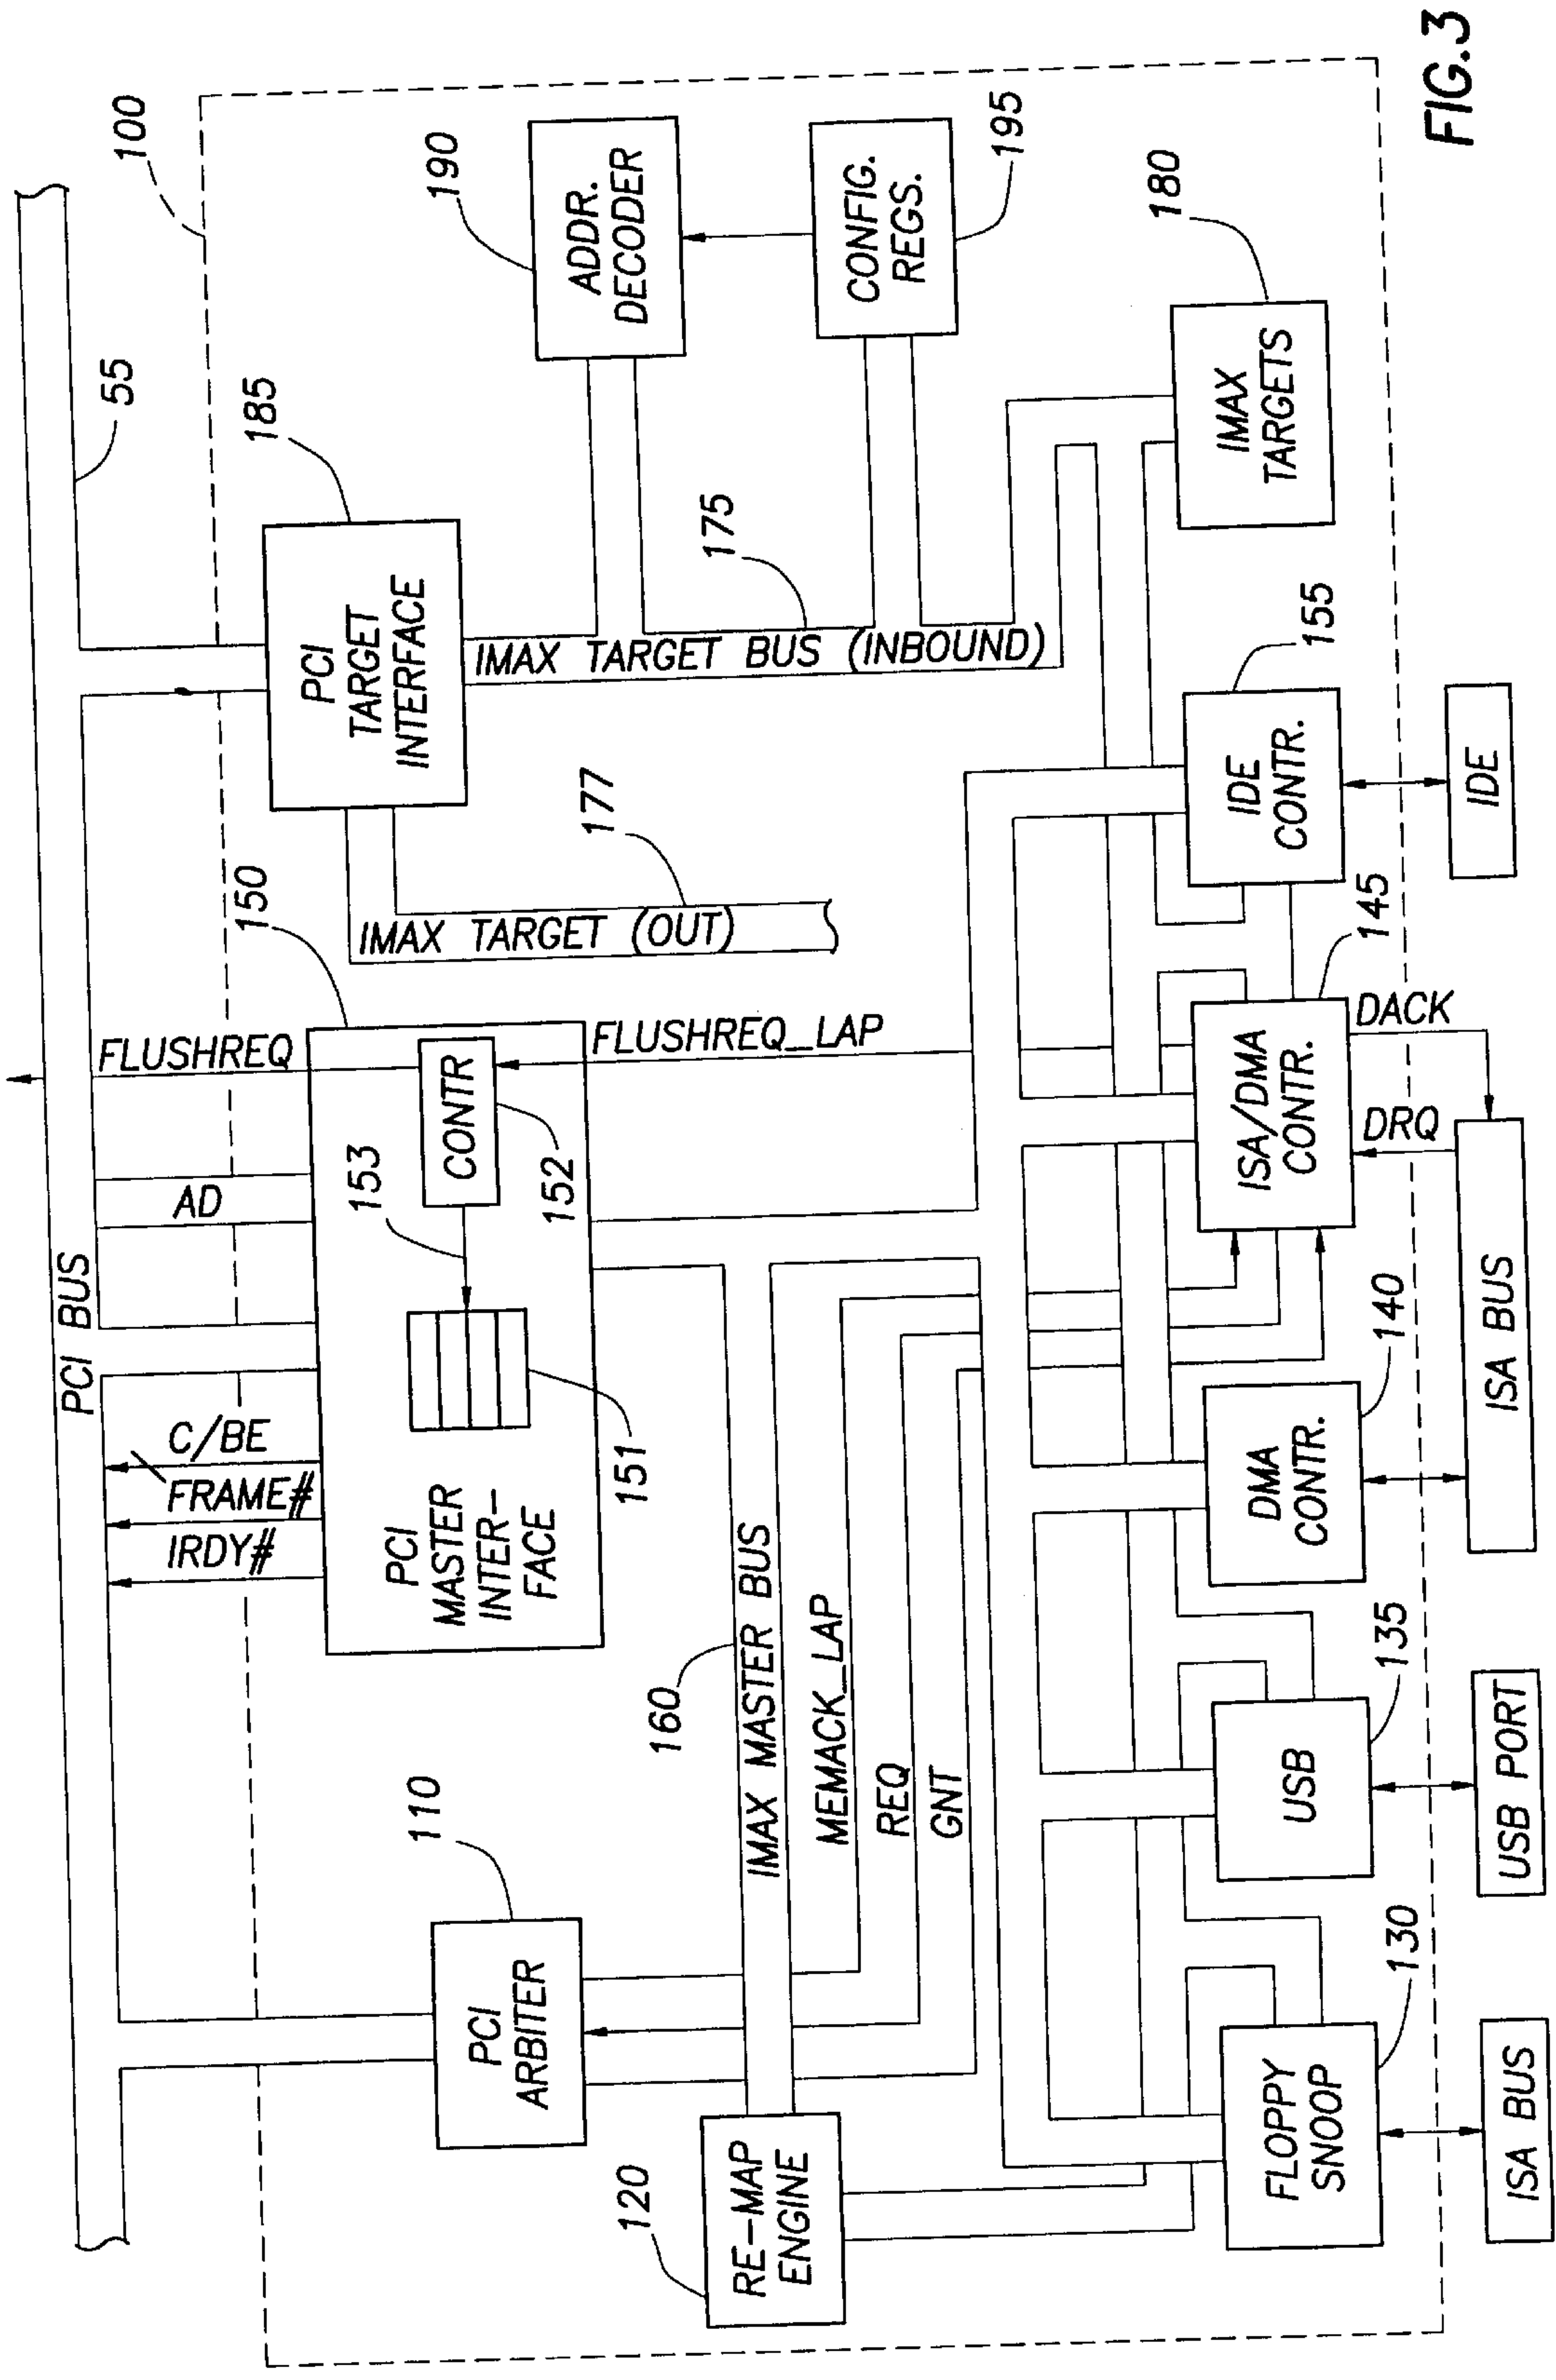 PCI BUS
55
100
C/BE
FRAME#
IRDY#
AD
FLUSHREQ
150
185
PCI
ARBITER
110
PCI
MASTER
INTER-
FACE
151
153
CONTR
152
FLUSHREQ_LAP
PCI
TARGET
INTERFACE
IMAX TARGET (OUT)
177
IMAX TARGET BUS (INBOUND)
175
190
ADDR.
DECODER
CONFIG.
REGS.
195
120
RE-MAP
ENGINE
IMAX MASTER BUS
160
MEMACK_LAP
REQ
GNT
FLOPPY
SNOOP
130
USB
135
DMA
CONTR.
140
ISA/DMA
CONTR.
145
IDE
CONTR.
155
IMAX
TARGETS
180
DRQ
DACK
ISA BUS
USB PORT
ISA BUS
IDE
FIG.3